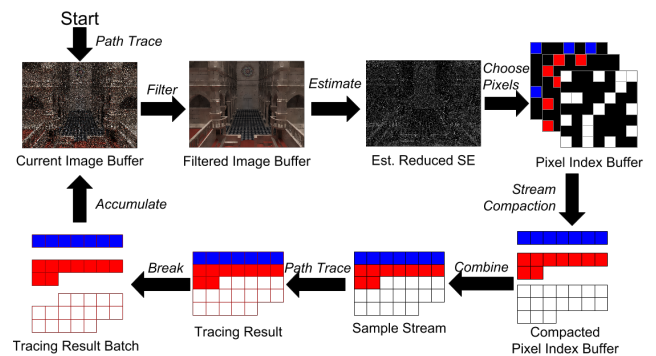 Start
Path Trace
Filter
Estimate
Choose
Pixels
Current Image Buffer
Filtered Image Buffer
Est. Reduced SE
Pixel Index Buffer
Accumulate
Stream
Compaction
Break
Path Trace
Combine
Tracing Result Batch
Tracing Result
Sample Stream
Compacted
Pixel Index Buffer